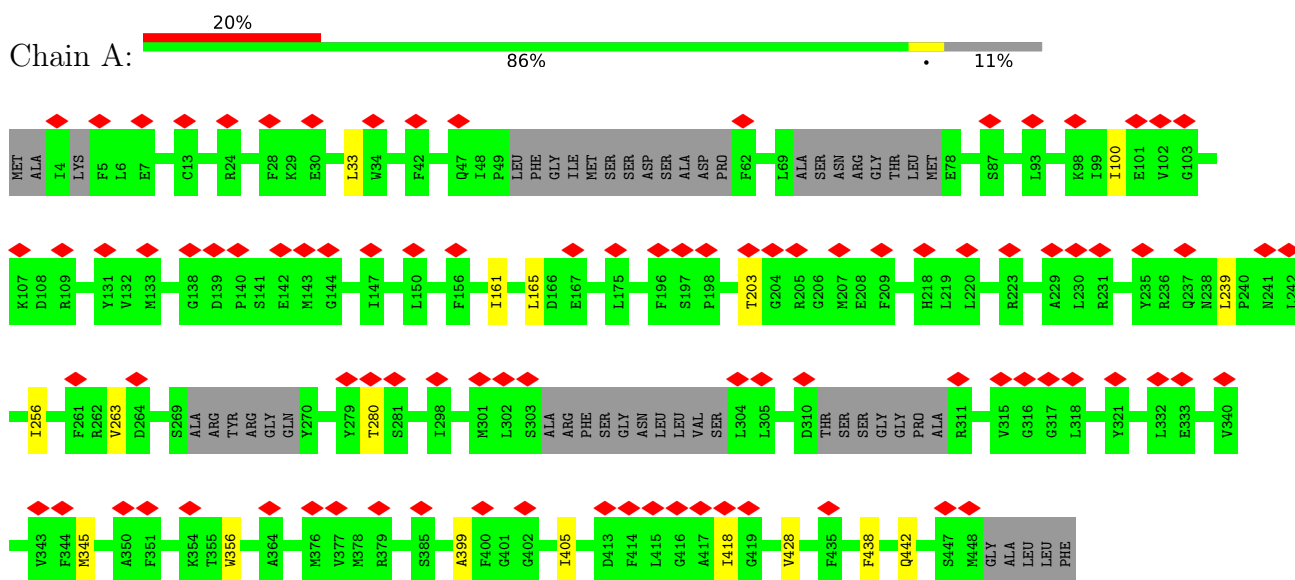 20%
Chain A:
86% • 11%
MET ALA I4 LYS F5 L6 E7 C13 R24 F28 K29 E30 L33 W34 F42 Q47 I48 P49 LEU PHE GLY ILE MET SER SER ASP SER ALA ASP PRO F62 L69 ALA SER ASN ARG GLY THR LEU MET E78 S87 L93 K98 I99 I100 E101 V102 G103
K107 D108 R109 Y131 V132 M133 G138 D139 P140 S141 E142 M143 G144 I147 L150 F156 I161 L165 D166 E167 L175 F196 S197 P198 T203 G204 R205 G206 M207 E208 F209 H218 L219 L220 R223 A229 L230 R231 Y235 R236 Q237 N238 L239 P240 N241 L242
I256 F261 R262 V263 D264 S269 ALA ARG TYR ARG GLY GLN Y270 Y279 T280 S281 I298 M301 L302 S303 ALA ARG PHE SER GLY ASN LEU LEU VAL SER L304 L305 D310 THR SER SER GLY GLY PRO ALA R311 V315 G316 G317 L318 Y321 L332 E333 V340
V343 F344 M345 A350 F351 K354 T355 W356 A364 M376 V377 M378 R379 S385 A399 F400 G401 G402 I405 D413 F414 L415 G416 A417 I418 G419 V428 F435 F438 Q442 S447 M448 GLY ALA LEU LEU PHE